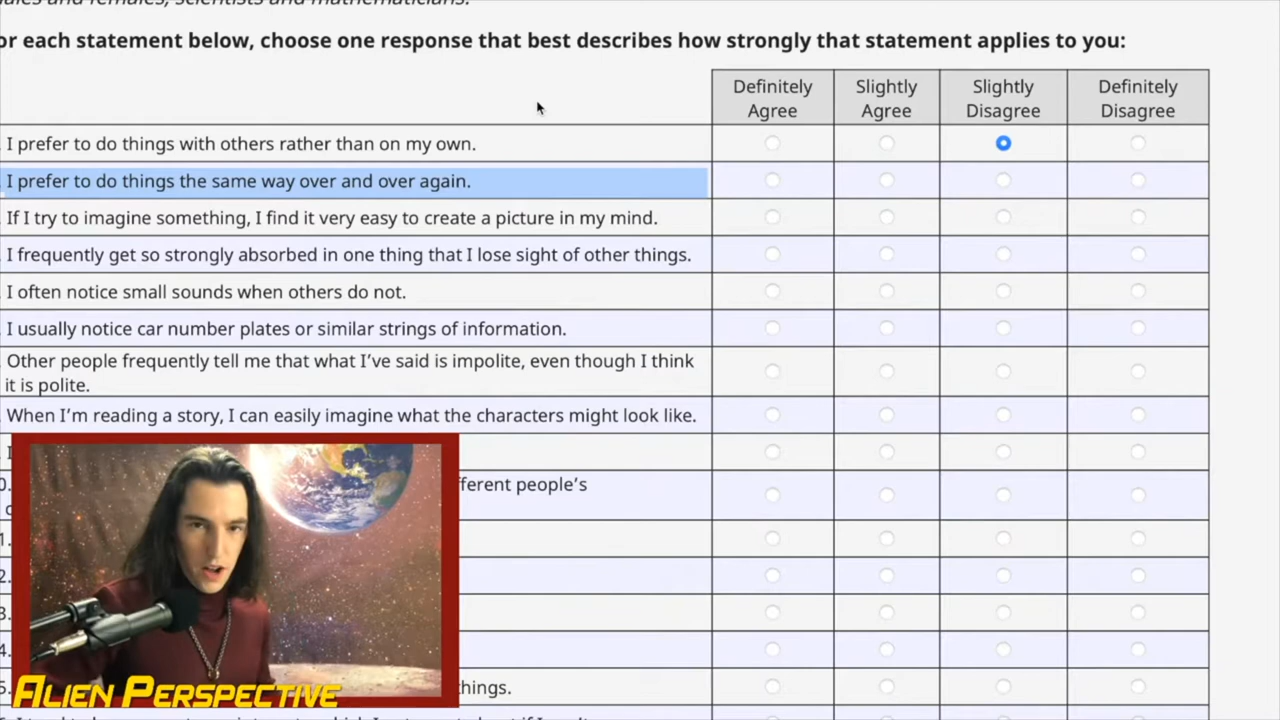 For each statement below, choose one response that best describes how strongly that statement applies to you:
Definitely Agree
Slightly Agree
Slightly Disagree
Definitely Disagree
I prefer to do things with others rather than on my own.
I prefer to do things the same way over and over again.
If I try to imagine something, I find it very easy to create a picture in my mind.
I frequently get so strongly absorbed in one thing that I lose sight of other things.
I often notice small sounds when others do not.
I usually notice car number plates or similar strings of information.
Other people frequently tell me that what I've said is impolite, even though I think
it is polite.
When I'm reading a story, I can easily imagine what the characters might look like.
people's
things.
ALIEN PERSPECTIVE